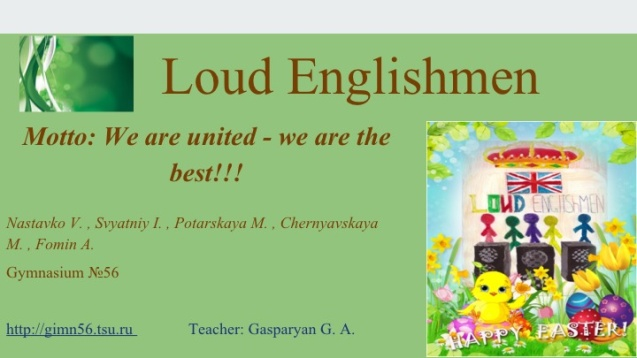 Loud Englishmen
Motto: We are united - we are the
best!!!
Nastavko V. , Svyatniy I. , Potarskaya M. , Chernyavskaya
M. , Fomin A.
Gymnasium №56
http://gimn56.tsu.ru Teacher: Gasparyan G. A.
LOUD ENGLISHMEN
HAPPY EASTER!